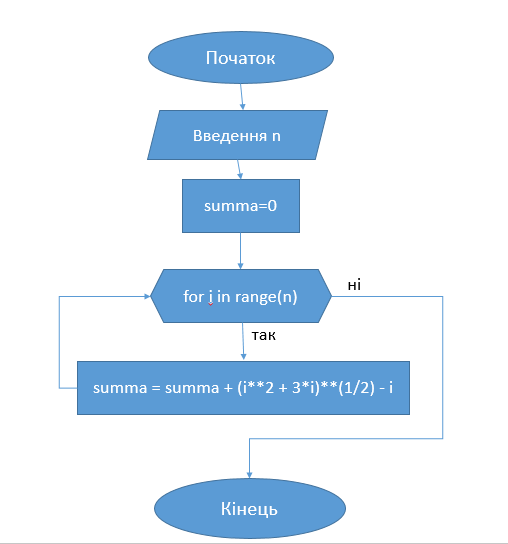 Початок
Введення n
summa=0
for i in range(n)
ні
так
summa = summa + (i**2 + 3*i)**(1/2) - i
Кінець